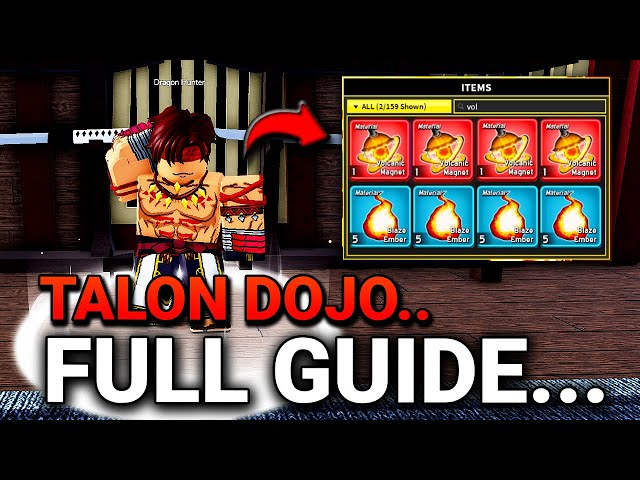 Dragon Hunter
ITEMS
ALL (2/159 Shown)
vol
Material
Material
Material
Material
1 Volcanic Magnet
1 Volcanic Magnet
1 Volcanic Magnet
1 Volcanic Magnet
Material
Material
Material
Material
5 Blaze Ember
5 Blaze Ember
5 Blaze Ember
5 Blaze Ember
TALON DOJO..
FULL GUIDE...